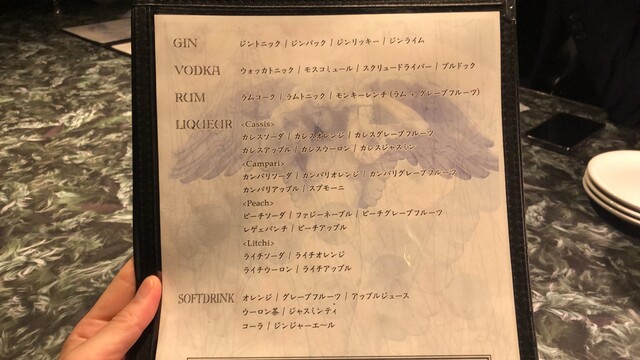 GIN ジントニック / ジンバック / ジンリッキー / ジンライム
VODKA ウォッカトニック / モスコミュール / スクリュードライバー / ブルドック
RUM ラムコーク / ラムトニック / モンキーレンチ (ラム + グレープフルーツ)
LIQUEUR <Cassis>
カシスソーダ / カシスオレンジ / カシスグレープフルーツ
カシスアップル / カシスウーロン / カシスジャスミン
<Campari>
カンパリソーダ / カンパリオレンジ / カンパリグレープフルーツ
カンパリアップル / スプモーニ
<Peach>
ピーチソーダ / ファジーネーブル / ピーチグレープフルーツ
レゲエパンチ / ピーチアップル
<Litchi>
ライチソーダ / ライチオレンジ
ライチウーロン / ライチアップル
SOFTDRINK オレンジ / グレープフルーツ / アップルジュース
ウーロン茶 / ジャスミンティ
コーラ / ジンジャーエール